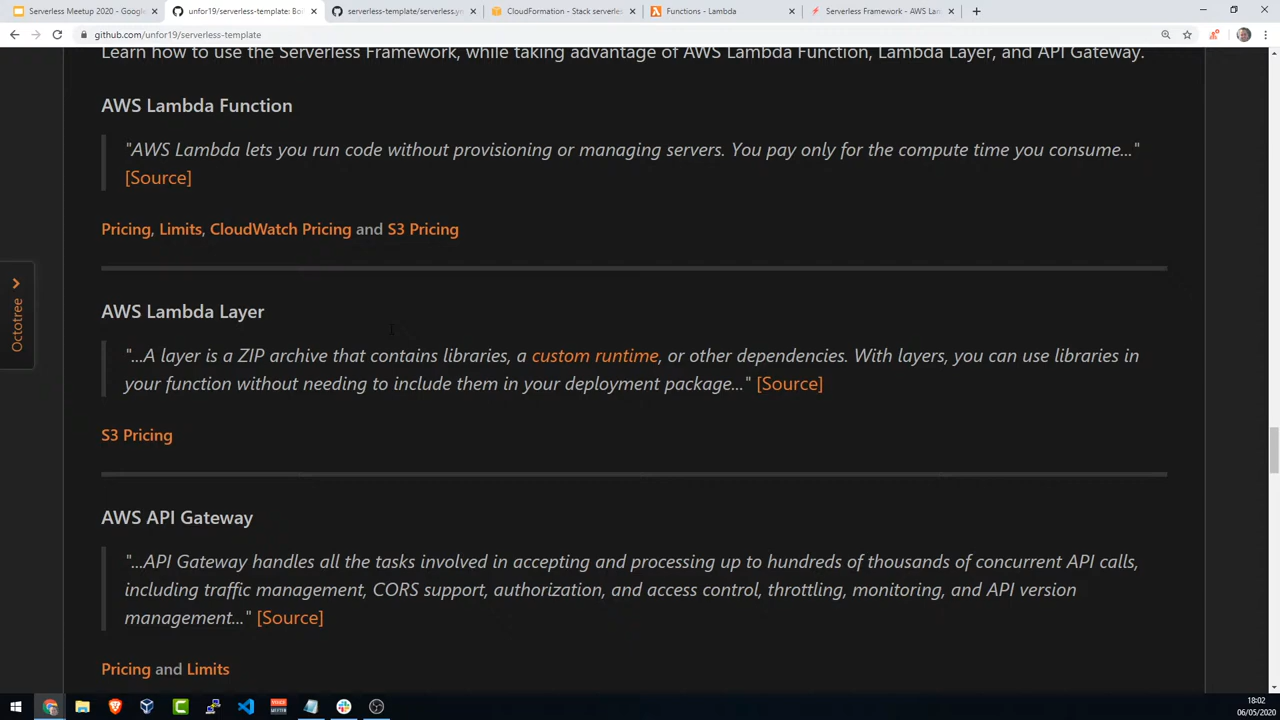 Serverless Meetup 2020 - Google
unfor19/serverless-template: Boi
serverless-template/serverless.ym
CloudFormation - Stack serverles
Functions - Lambda
Serverless Framework - AWS Lam
github.com/unfor19/serverless-template
Learn how to use the Serverless Framework, while taking advantage of AWS Lambda Function, Lambda Layer, and API Gateway.
AWS Lambda Function
"AWS Lambda lets you run code without provisioning or managing servers. You pay only for the compute time you consume..."
[Source]
Pricing, Limits, CloudWatch Pricing and S3 Pricing
Octotree
AWS Lambda Layer
"...A layer is a ZIP archive that contains libraries, a custom runtime, or other dependencies. With layers, you can use libraries in
your function without needing to include them in your deployment package..." [Source]
S3 Pricing
AWS API Gateway
"...API Gateway handles all the tasks involved in accepting and processing up to hundreds of thousands of concurrent API calls,
including traffic management, CORS support, authorization, and access control, throttling, monitoring, and API version
management..." [Source]
Pricing and Limits
18:02
06/05/2020